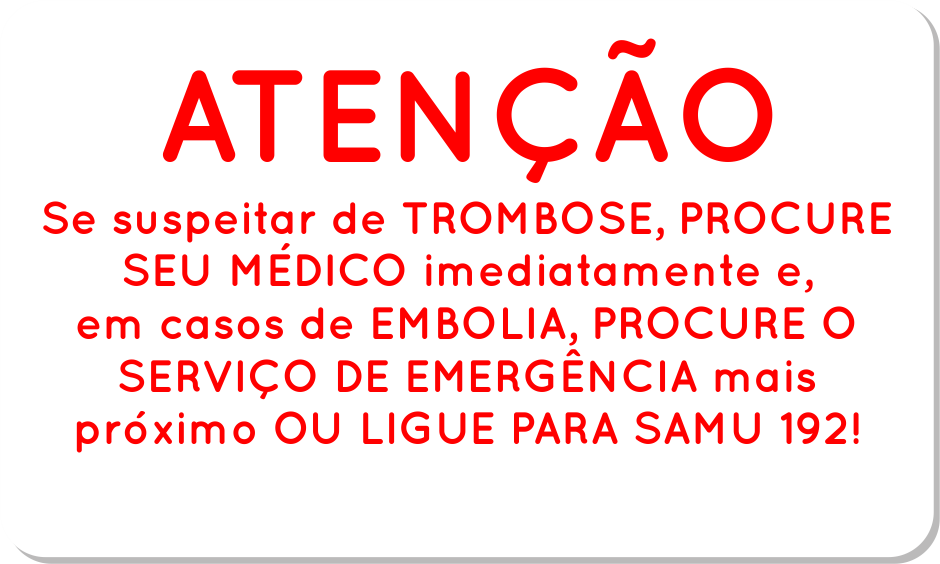 ATENÇÃO
Se suspeitar de TROMBOSE, PROCURE
SEU MÉDICO imediatamente e,
em casos de EMBOLIA, PROCURE O
SERVIÇO DE EMERGÊNCIA mais
próximo OU LIGUE PARA SAMU 192!